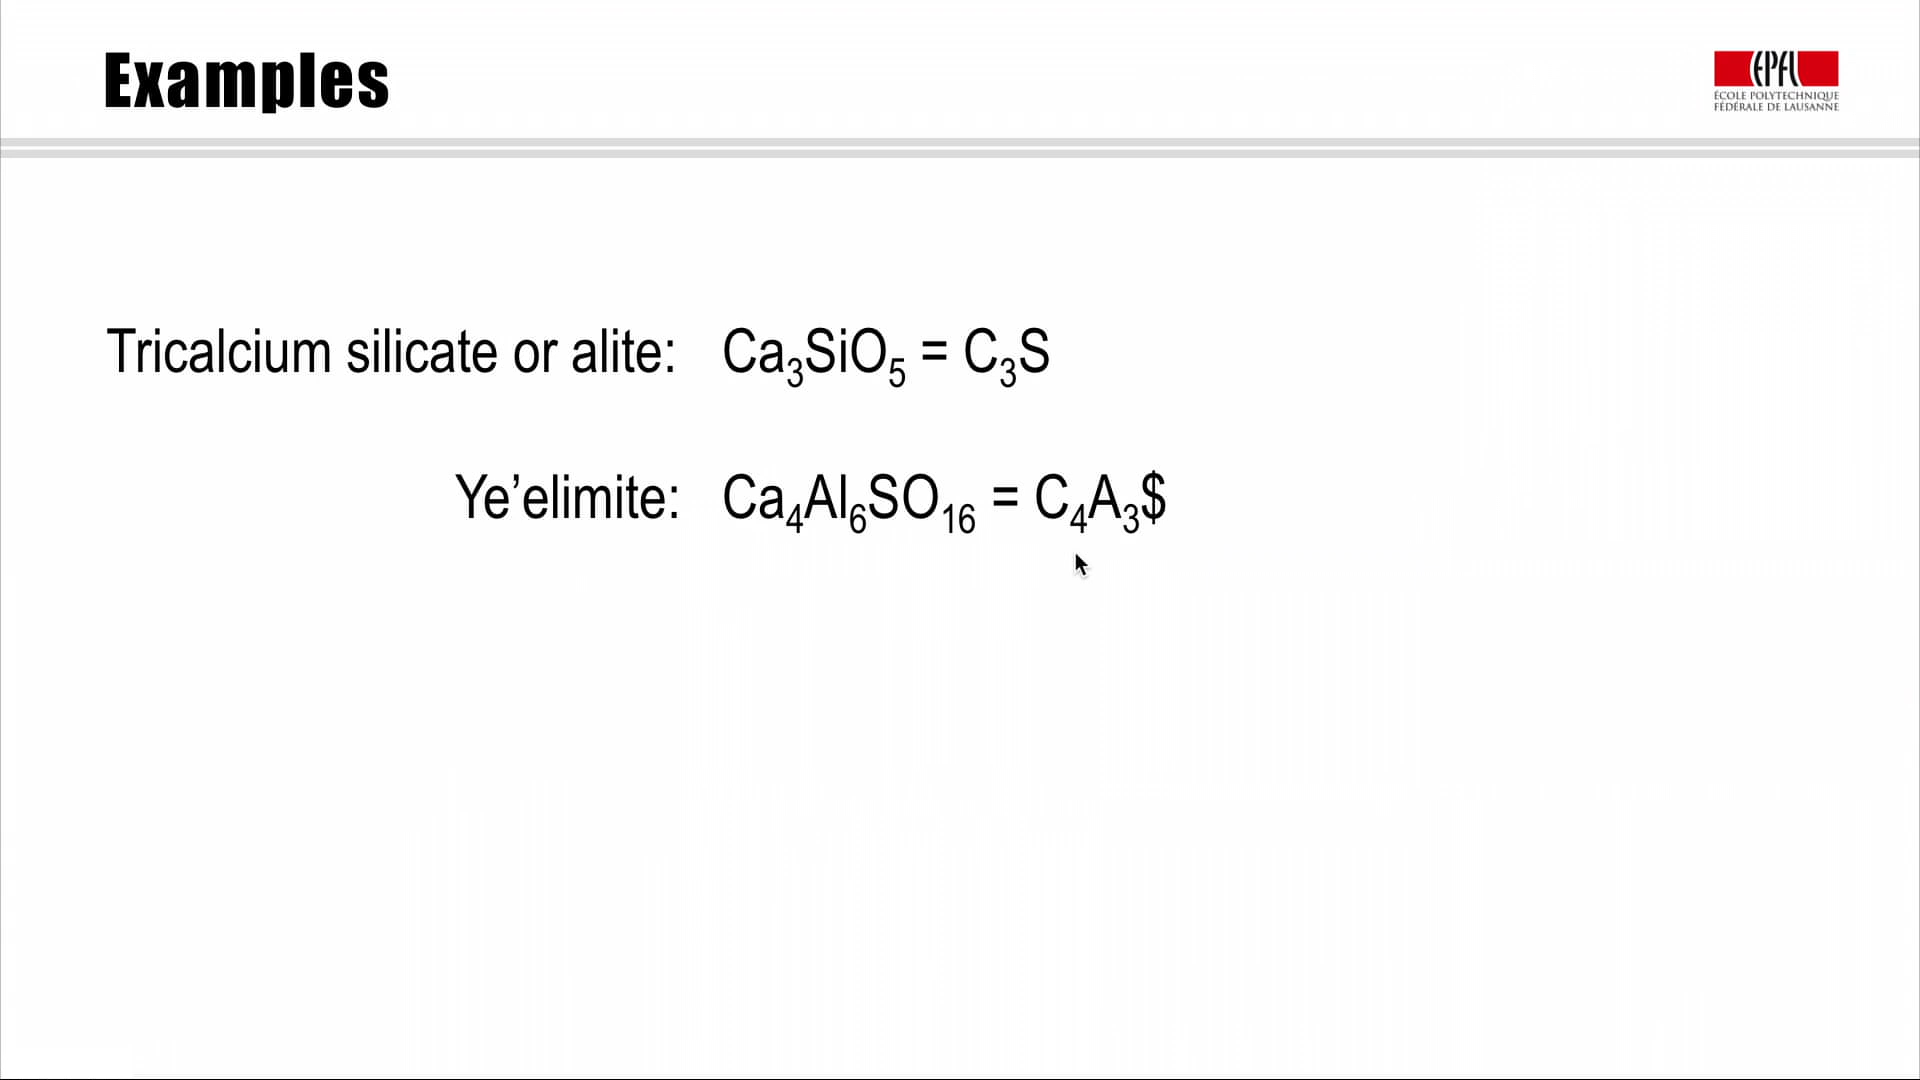 Examples
EPFL
ÉCOLE POLYTECHNIQUE
FÉDÉRALE DE LAUSANNE
Tricalcium silicate or alite: Ca₃SiO₅ = C₃S
Ye’elimite: Ca₄Al₆SO₁₆ = C₄A₃$